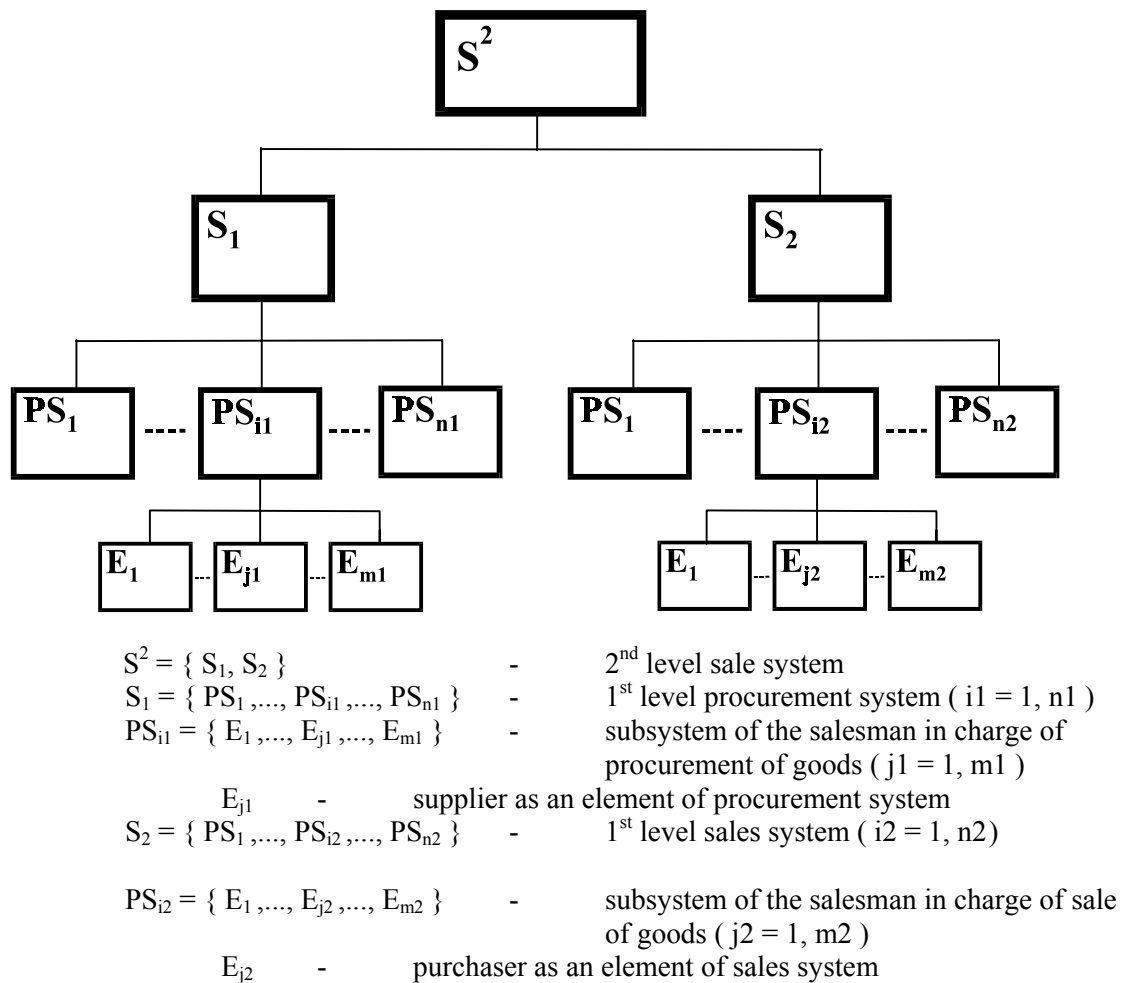 S²
S₁ S₂
PS₁ ---- PS_i1 ---- PS_n1 PS₁ ---- PS_i2 ---- PS_n2
E₁ ---- E_j1 ---- E_m1 E₁ ---- E_j2 ---- E_m2
S² = { S₁, S₂ } - 2nd level sale system
S₁ = { PS₁ ,..., PS_i1 ,..., PS_n1 } - 1st level procurement system ( i1 = 1, n1 )
PS_i1 = { E₁ ,..., E_j1 ,..., E_m1 } - subsystem of the salesman in charge of
procurement of goods ( j1 = 1, m1 )
E_j1 - supplier as an element of procurement system
S₂ = { PS₁ ,..., PS_i2 ,..., PS_n2 } - 1st level sales system ( i2 = 1, n2)
PS_i2 = { E₁ ,..., E_j2 ,..., E_m2 } - subsystem of the salesman in charge of sale
of goods ( j2 = 1, m2 )
E_j2 - purchaser as an element of sales system